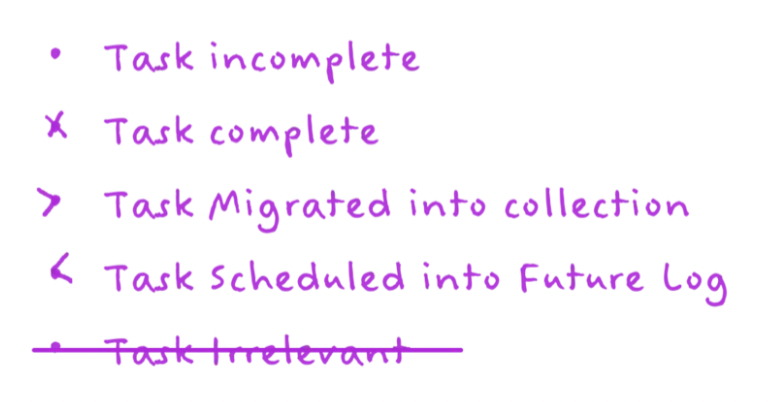 • Task incomplete
x Task complete
> Task Migrated into collection
< Task Scheduled into Future Log
• Task Irrelevant